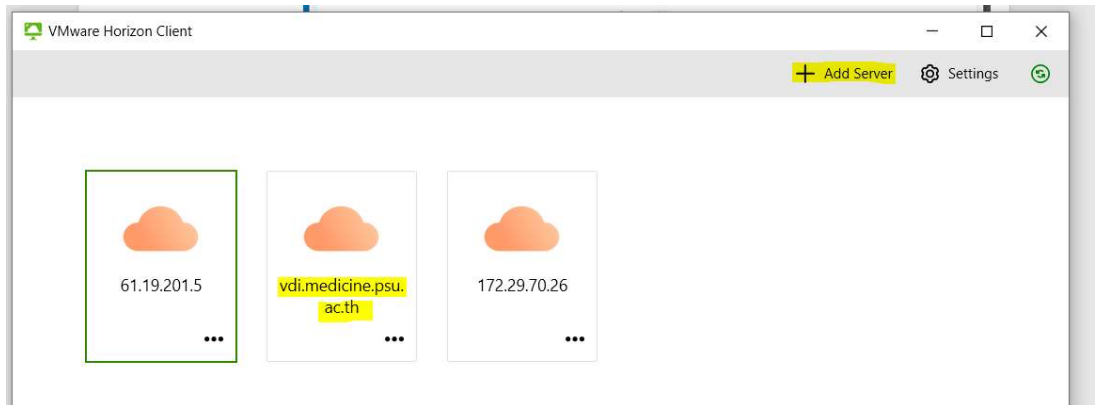 VMware Horizon Client
Add Server
Settings
61.19.201.5
vdi.medicine.psu.
ac.th
172.29.70.26